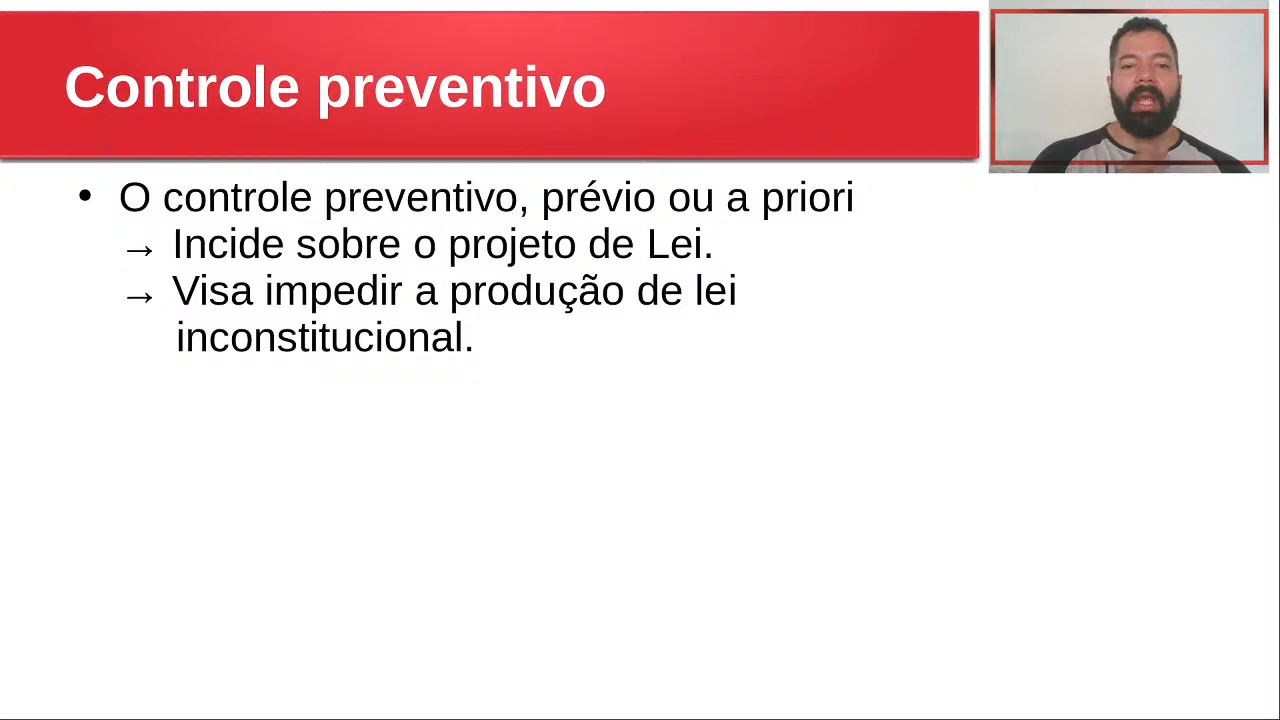 Controle preventivo
• O controle preventivo, prévio ou a priori
→ Incide sobre o projeto de Lei.
→ Visa impedir a produção de lei
inconstitucional.